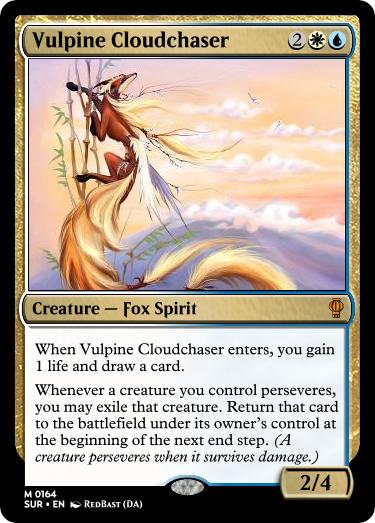 Vulpine Cloudchaser 2
Creature — Fox Spirit
When Vulpine Cloudchaser enters, you gain
1 life and draw a card.
Whenever a creature you control perseveres,
you may exile that creature. Return that card
to the battlefield under its owner's control at
the beginning of the next end step. (A
creature perseveres when it survives damage.)
2/4
M 0164
SUR • EN RedBast (DA)